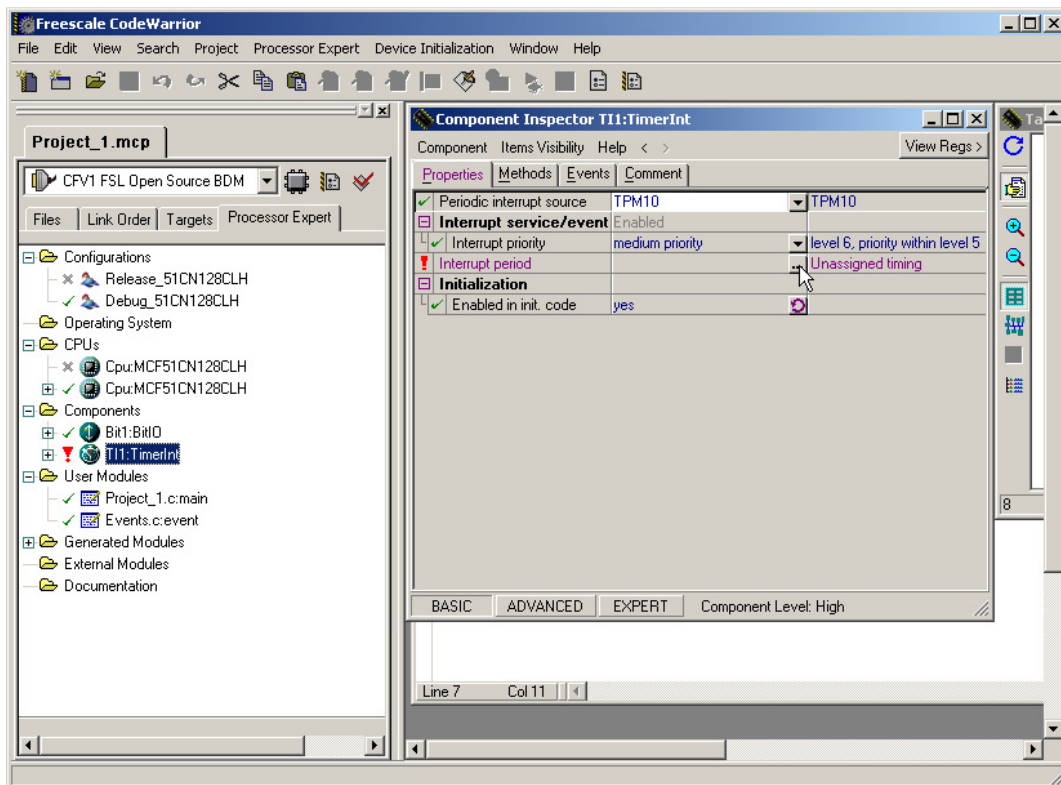 Freescale CodeWarrior
File Edit View Search Project Processor Expert Device Initialization Window Help
Project_1.mcp
CFV1 FSL Open Source BDM
Files Link Order Targets Processor Expert
Configurations
Release_51CN128CLH
Debug_51CN128CLH
Operating System
CPUs
Cpu:MCF51CN128CLH
Cpu:MCF51CN128CLH
Components
Bit1:BitIO
TI1:TimerInt
User Modules
Project_1.c:main
Events.c:event
Generated Modules
External Modules
Documentation
Component Inspector TI1:TimerInt
Component Items Visibility Help < > View Regs >
Properties Methods Events Comment
Periodic interrupt source TPM10 TPM10
Interrupt service/event Enabled
Interrupt priority medium priority level 6, priority within level 5
Interrupt period ... Unassigned timing
Initialization
Enabled in init. code yes
BASIC ADVANCED EXPERT Component Level: High
Ta
8
Line 7 Col 11